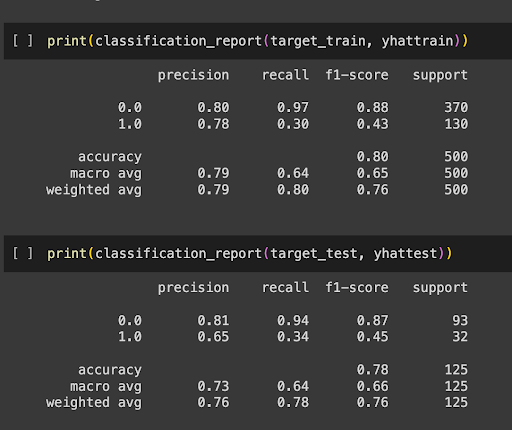 [ ] print(classification_report(target_train, yhattrain))
precision recall f1-score support
0.0 0.80 0.97 0.88 370
1.0 0.78 0.30 0.43 130
accuracy 0.80 500
macro avg 0.79 0.64 0.65 500
weighted avg 0.79 0.80 0.76 500
[ ] print(classification_report(target_test, yhattest))
precision recall f1-score support
0.0 0.81 0.94 0.87 93
1.0 0.65 0.34 0.45 32
accuracy 0.78 125
macro avg 0.73 0.64 0.66 125
weighted avg 0.76 0.78 0.76 125